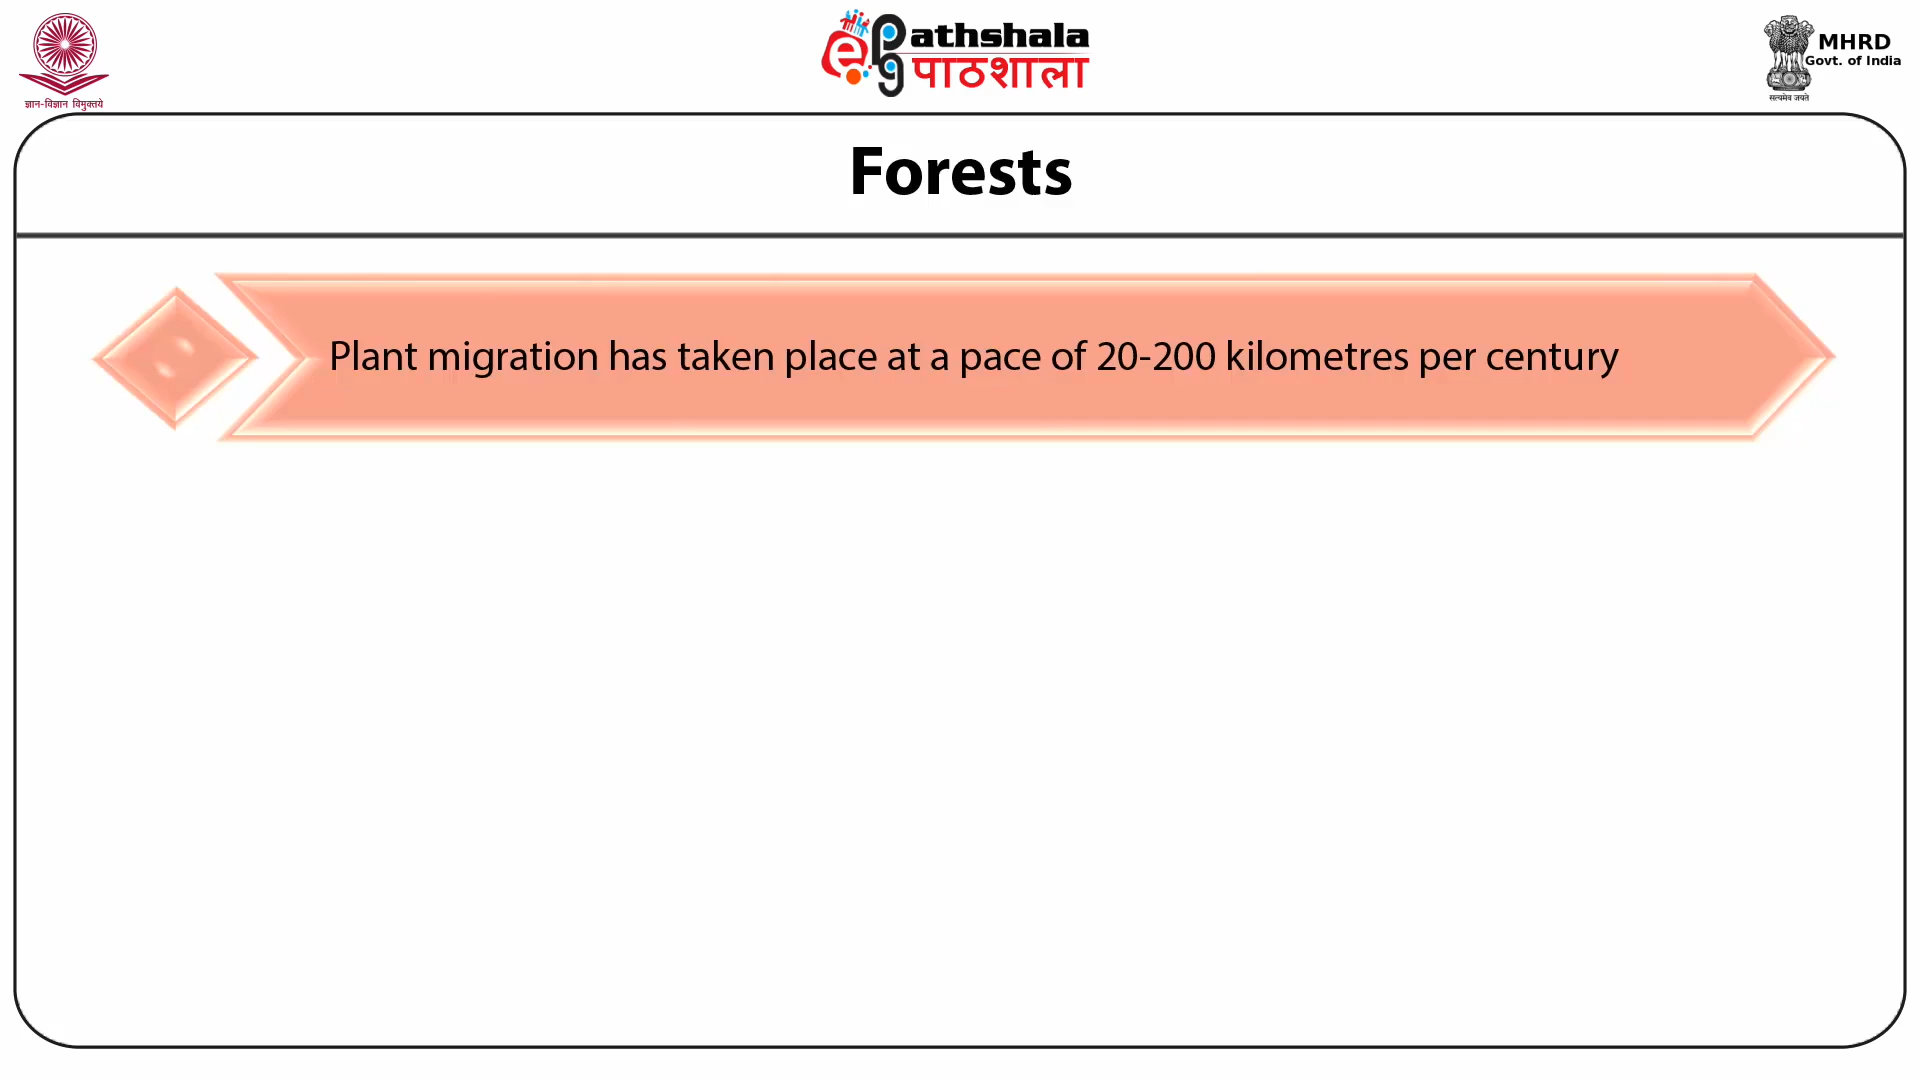 ज्ञान-विज्ञान विमुक्तये
e pg athshala
पाठशाला
MHRD
Govt. of India
सत्यमेव जयते
Forests
Plant migration has taken place at a pace of 20-200 kilometres per century